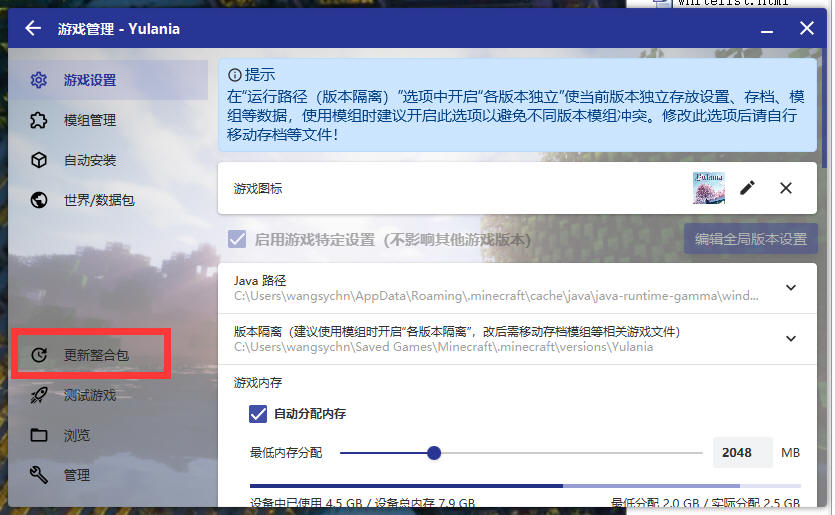 whitelist.html
游戏管理 - Yulania
游戏设置
模组管理
自动安装
世界/数据包
更新整合包
测试游戏
浏览
管理
提示
在“运行路径（版本隔离）”选项中开启“各版本独立”使当前版本独立存放设置、存档、模
组等数据，使用模组时建议开启此选项以避免不同版本模组冲突。修改此选项后请自行
移动存档等文件！
游戏图标
Yulania
启用游戏特定设置（不影响其他游戏版本）
编辑全局版本设置
Java 路径
C:\Users\wangsychn\AppData\Roaming\.minecraft\cache\java\java-runtime-gamma\wind...
版本隔离（建议使用模组时开启“各版本隔离”，改后需移动存档模组等相关游戏文件）
C:\Users\wangsychn\Saved Games\Minecraft\.minecraft\versions\Yulania
游戏内存
自动分配内存
最低内存分配
2048
MB
设备中已使用 4.5 GB / 设备总内存 7.9 GB
最低分配 2.0 GB / 实际分配 2.5 GB